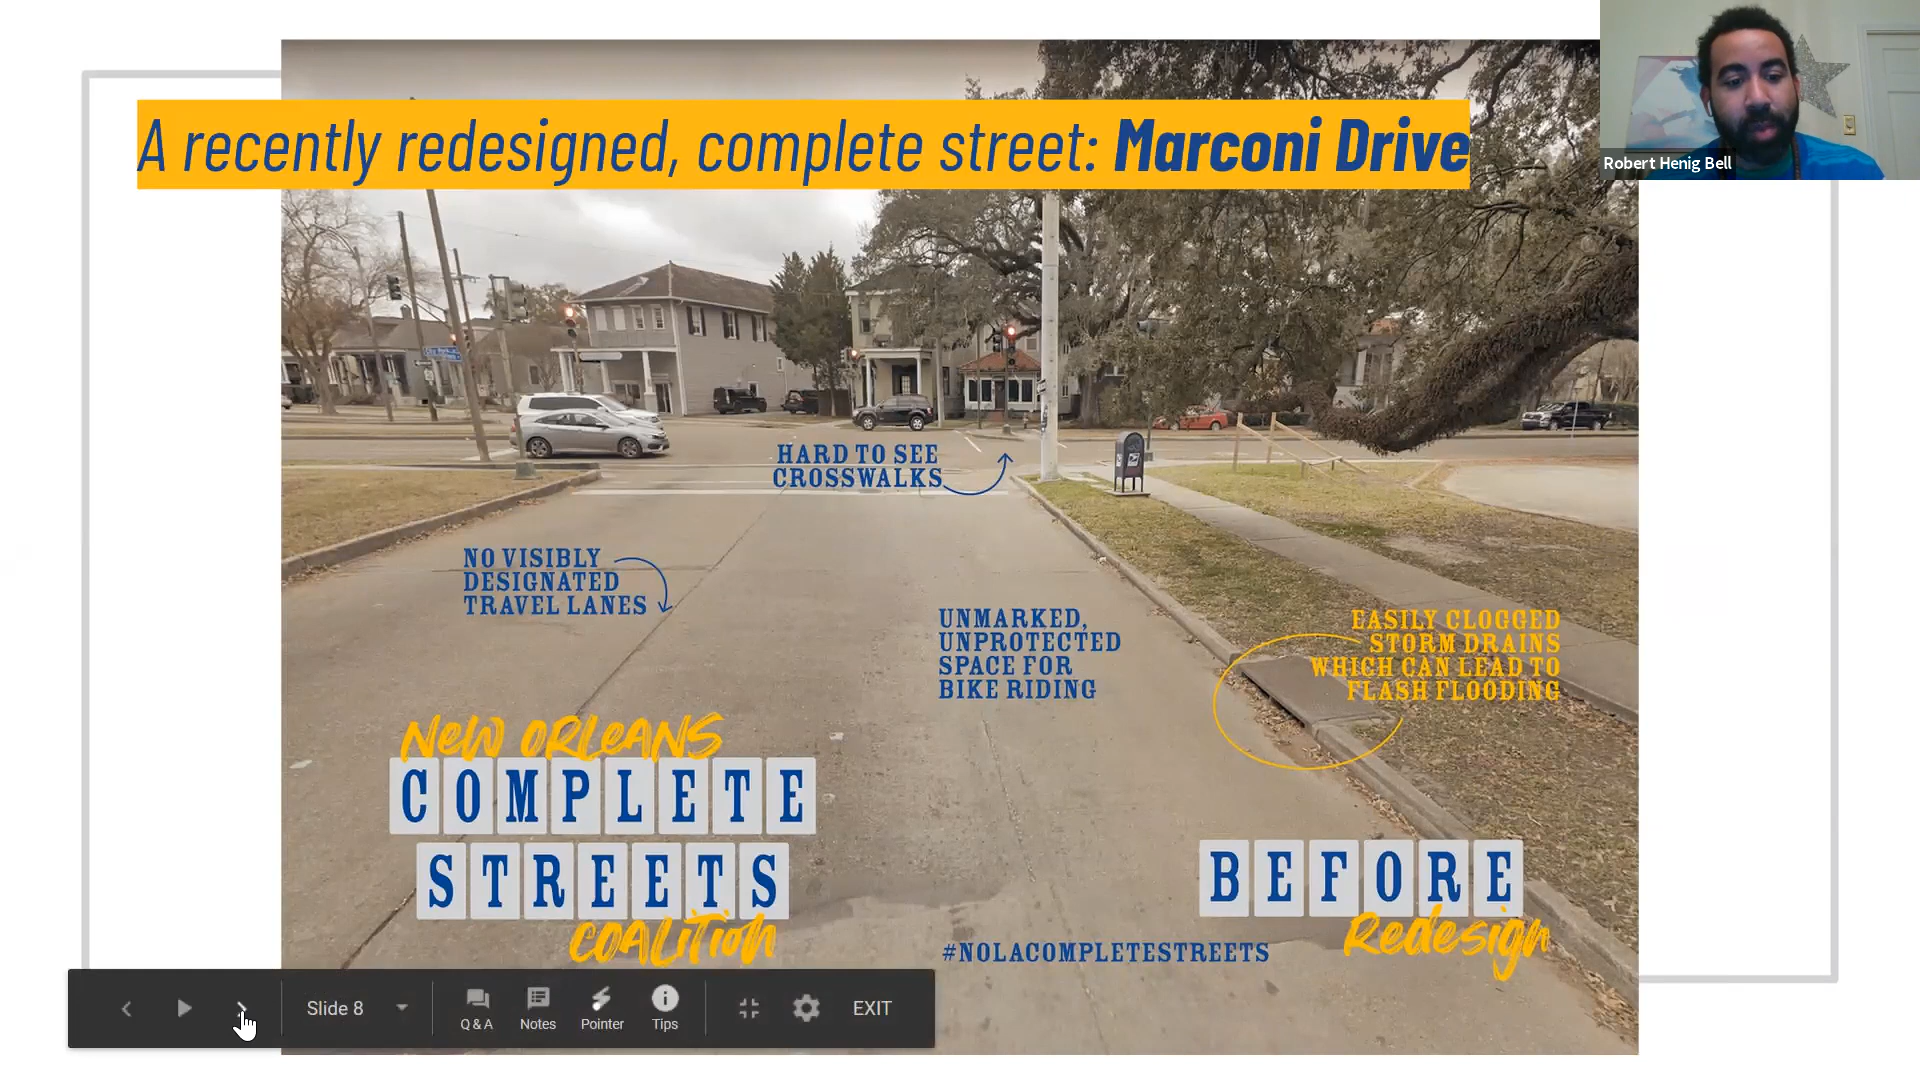 A recently redesigned, complete street: Marconi Drive
Robert Henig Bell
HARD TO SEE
CROSSWALKS
NO VISIBLY
DESIGNATED
TRAVEL LANES
UNMARKED,
UNPROTECTED
SPACE FOR
BIKE RIDING
EASILY CLOGGED
STORM DRAINS
WHICH CAN LEAD TO
FLASH FLOODING
NEW ORLEANS
COMPLETE
STREETS
COALITION
BEFORE
Redesign
#NOLACOMPLETESTREETS
Slide 8
Q & A
Notes
Pointer
Tips
EXIT